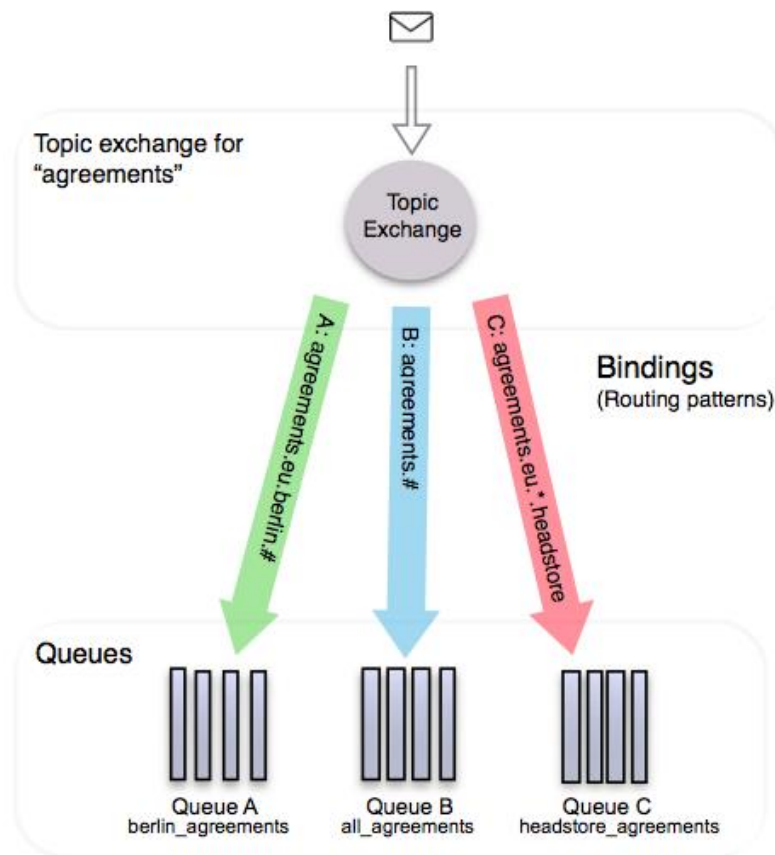 Topic exchange for
“agreements”
Topic
Exchange
A: agreements.eu.berlin.#
B: agreements.#
C: agreements.eu.*.headstore
Bindings
(Routing patterns)
Queues
Queue A
berlin_agreements
Queue B
all_agreements
Queue C
headstore_agreements